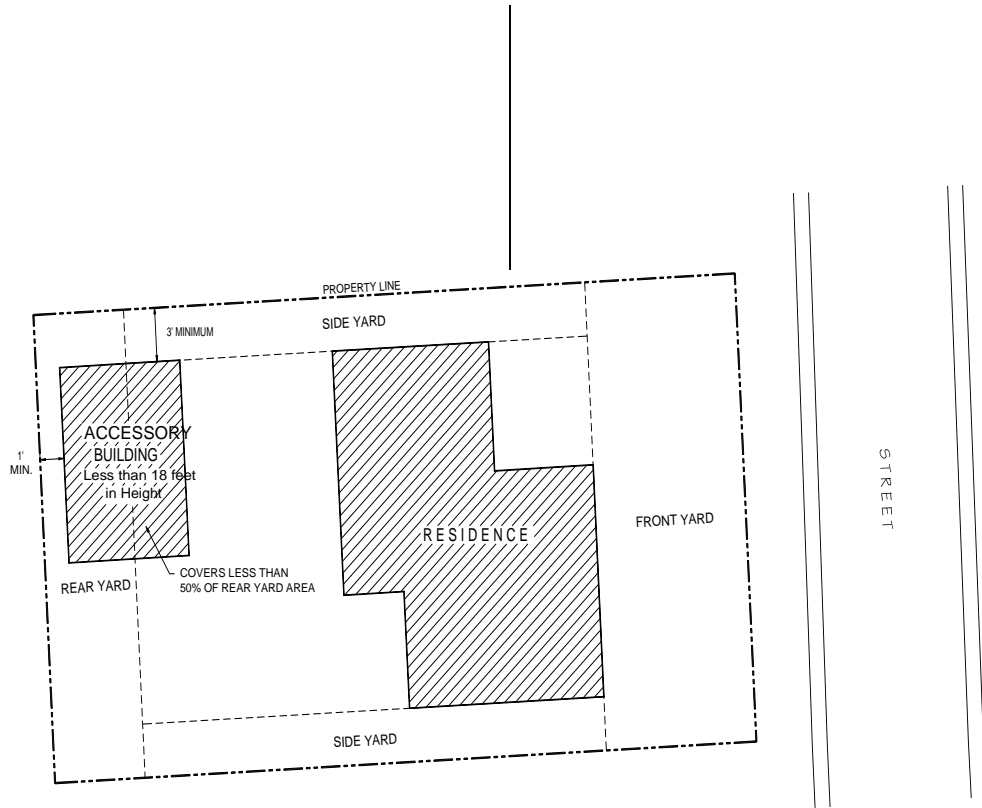 PROPERTY LINE
SIDE YARD
3' MINIMUM
ACCESSORY
BUILDING
Less than 18 feet
in Height
1'
MIN.
STREET
RESIDENCE
FRONT YARD
COVERS LESS THAN
50% OF REAR YARD AREA
REAR YARD
SIDE YARD